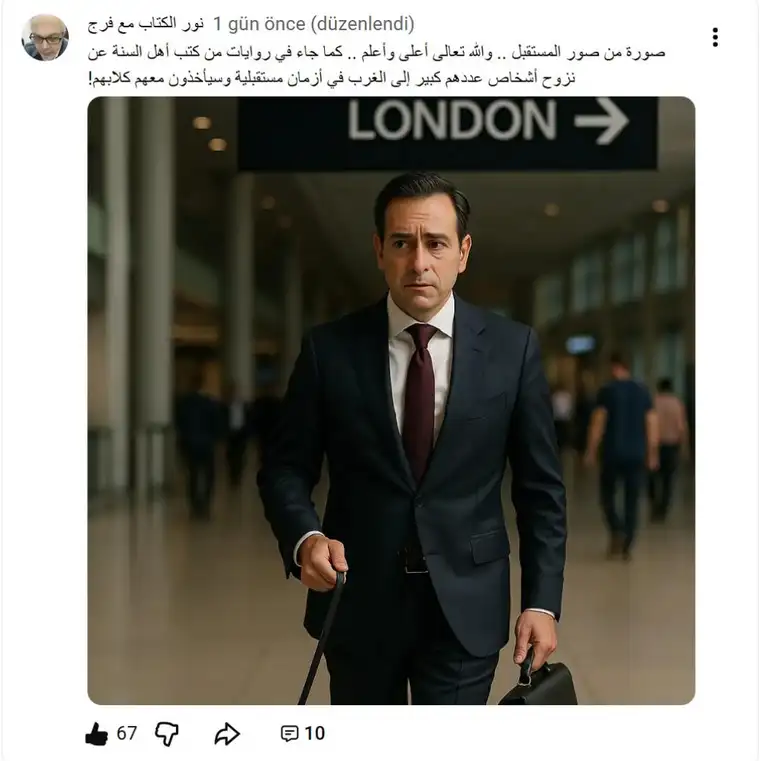 نور الكتاب مع فرج 1 gün önce (düzenlendi)
صورة من صور المستقبل .. والله تعالى أعلى وأعلم .. كما جاء في روايات من كتب أهل السنة عن
نزوح أشخاص عددهم كبير إلى الغرب في أزمان مستقبلية وسيأخذون معهم كلابهم!
LONDON →
67 10